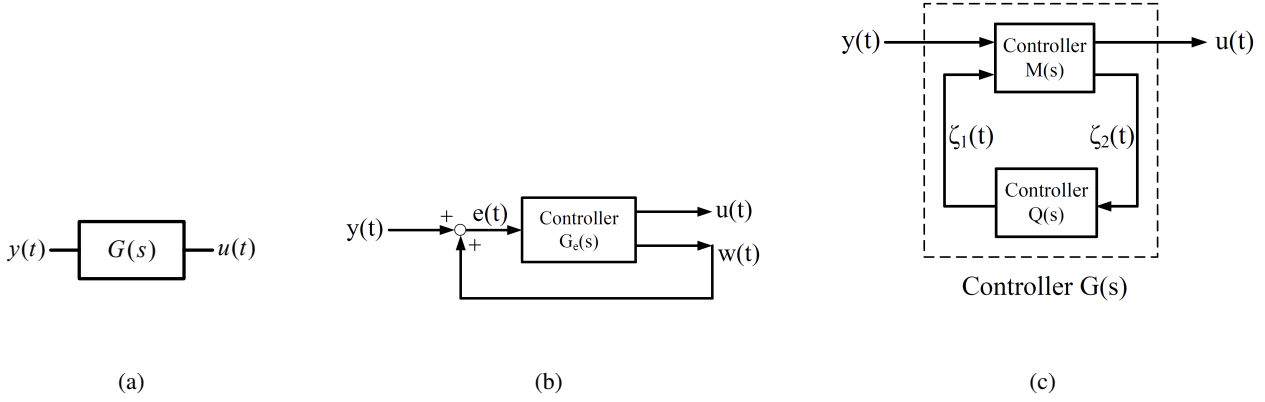 y(t)
G(s)
u(t)
(a)
y(t)
+
+
e(t)
Controller
Gₑ(s)
u(t)
w(t)
(b)
y(t)
Controller
M(s)
u(t)
ζ₁(t)
ζ₂(t)
Controller
Q(s)
Controller G(s)
(c)